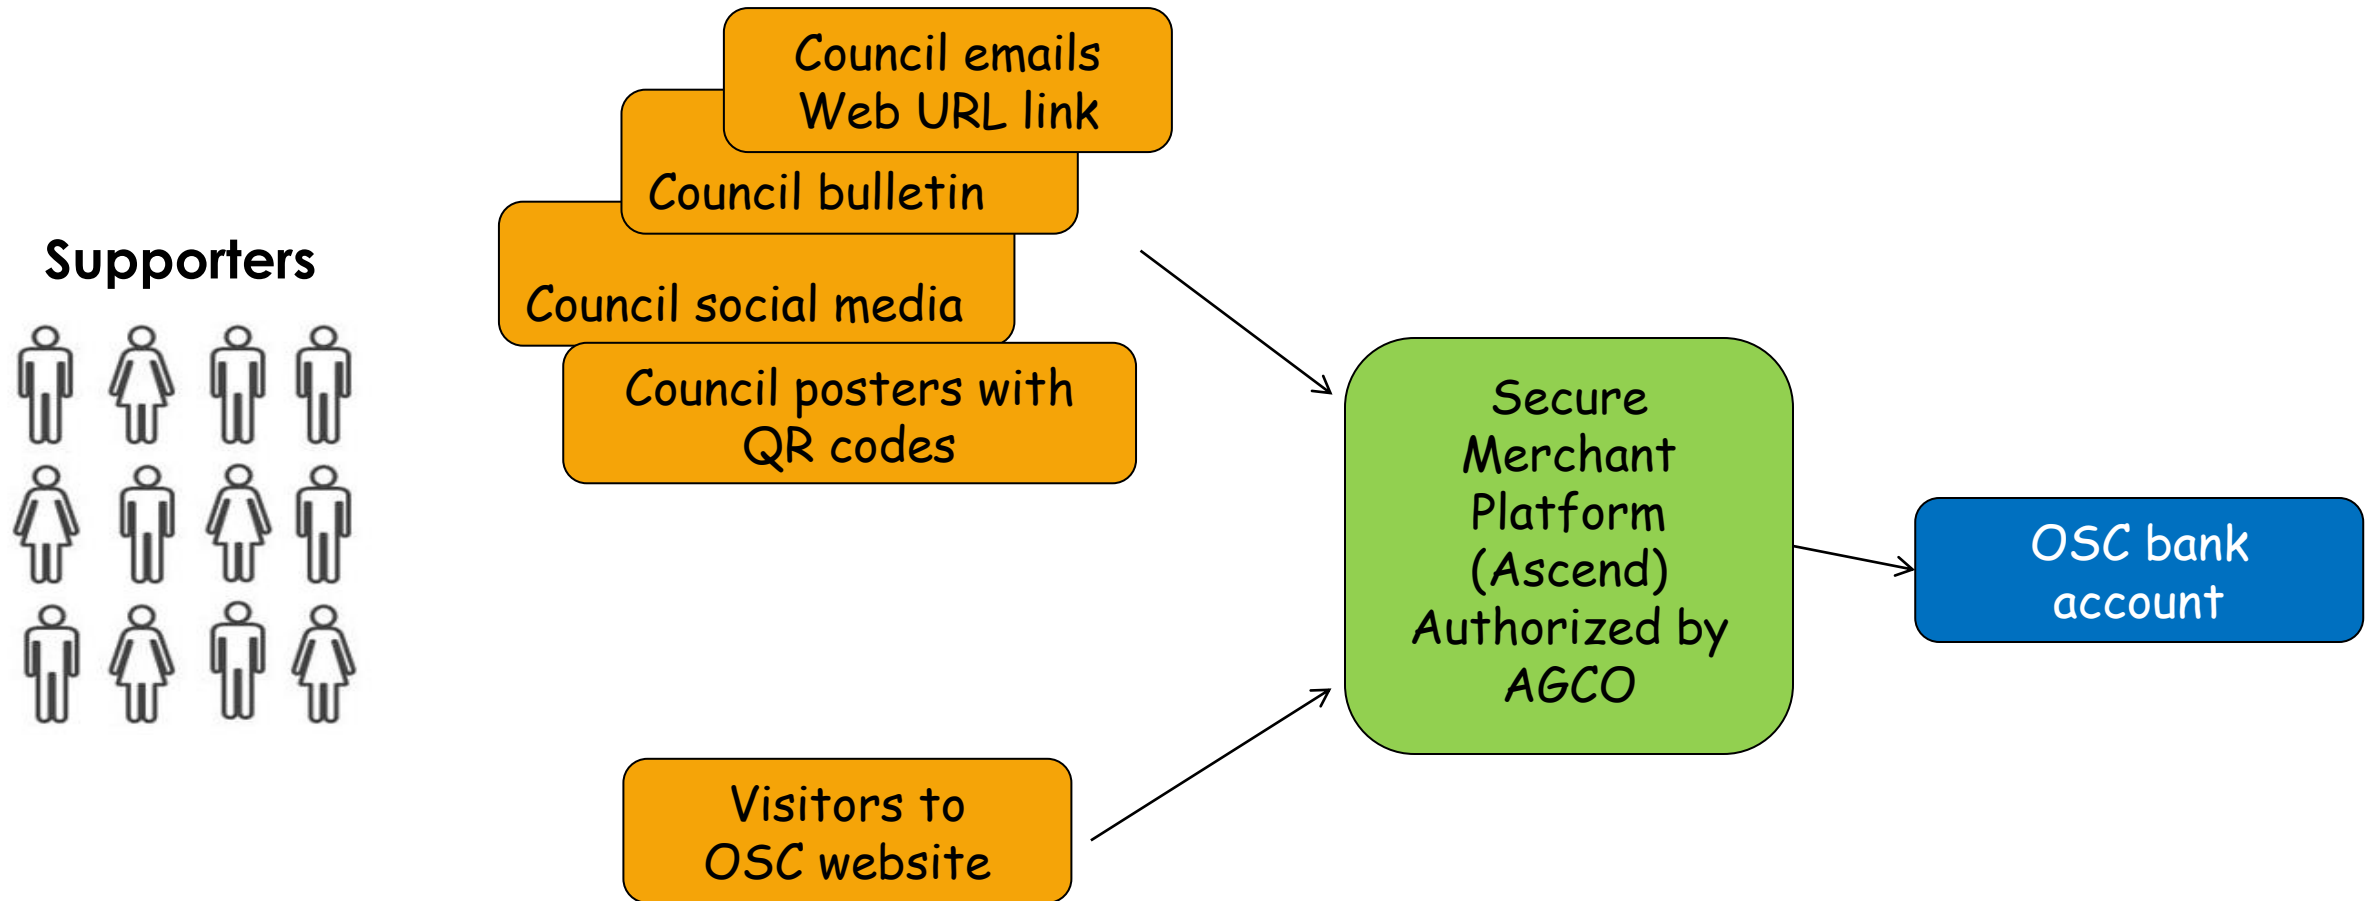 Supporters
Council emails
Web URL link
Council bulletin
Council social media
Council posters with
QR codes
Visitors to
OSC website
Secure
Merchant
Platform
(Ascend)
Authorized by
AGCO
OSC bank
account